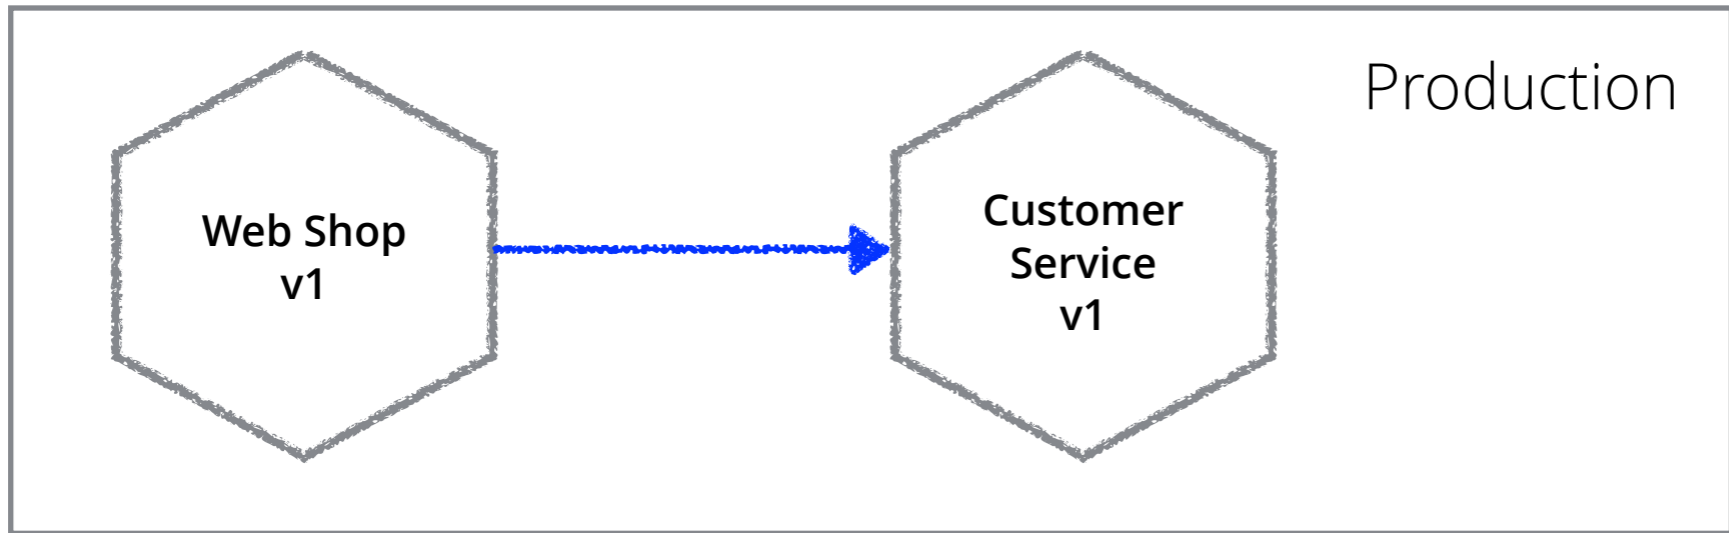 Production
Web Shop
v1
Customer
Service
v1